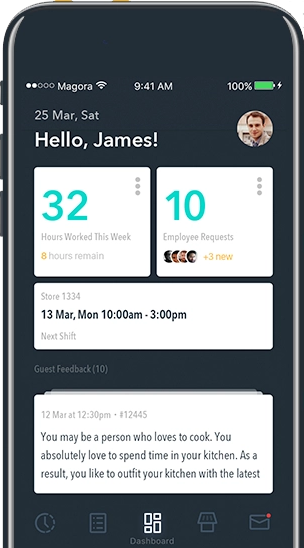 Magora 9:41 AM 100%
25 Mar, Sat
Hello, James!
32
Hours Worked This Week
8 hours remain
10
Employee Requests
+3 new
Store 1334
13 Mar, Mon 10:00am - 3:00pm
Next Shift
Guest Feedback (10)
12 Mar at 12:30pm • #12445
You may be a person who loves to cook. You
absolutely love to spend time in your kitchen. As a
result, you like to outfit your kitchen with the latest
Dashboard